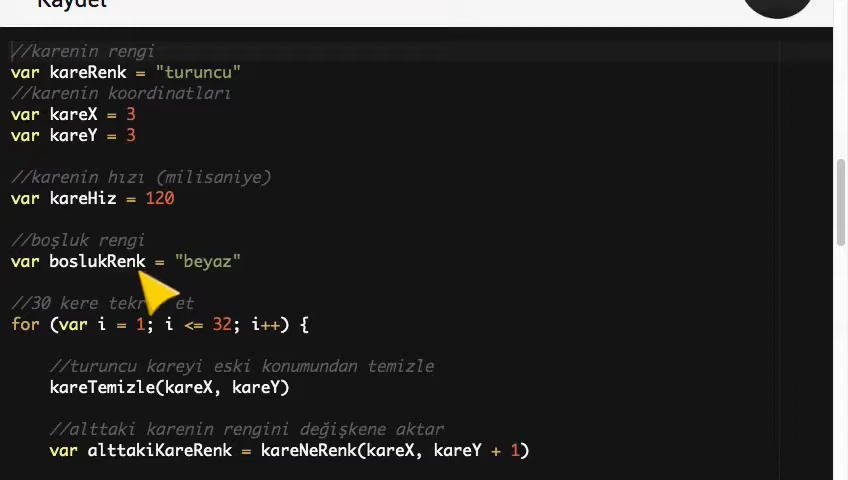 Kaydet
//karenin rengi
var kareRenk = "turuncu"
//karenin koordinatları
var kareX = 3
var kareY = 3
//karenin hızı (milisaniye)
var kareHiz = 120
//boşluk rengi
var boslukRenk = "beyaz"
//30 kere tekr et
for (var i = 1; i <= 32; i++) {
//turuncu kareyi eski konumundan temizle
kareTemizle(kareX, kareY)
//alttaki karenin rengini değişkene aktar
var alttakiKareRenk = kareNeRenk(kareX, kareY + 1)